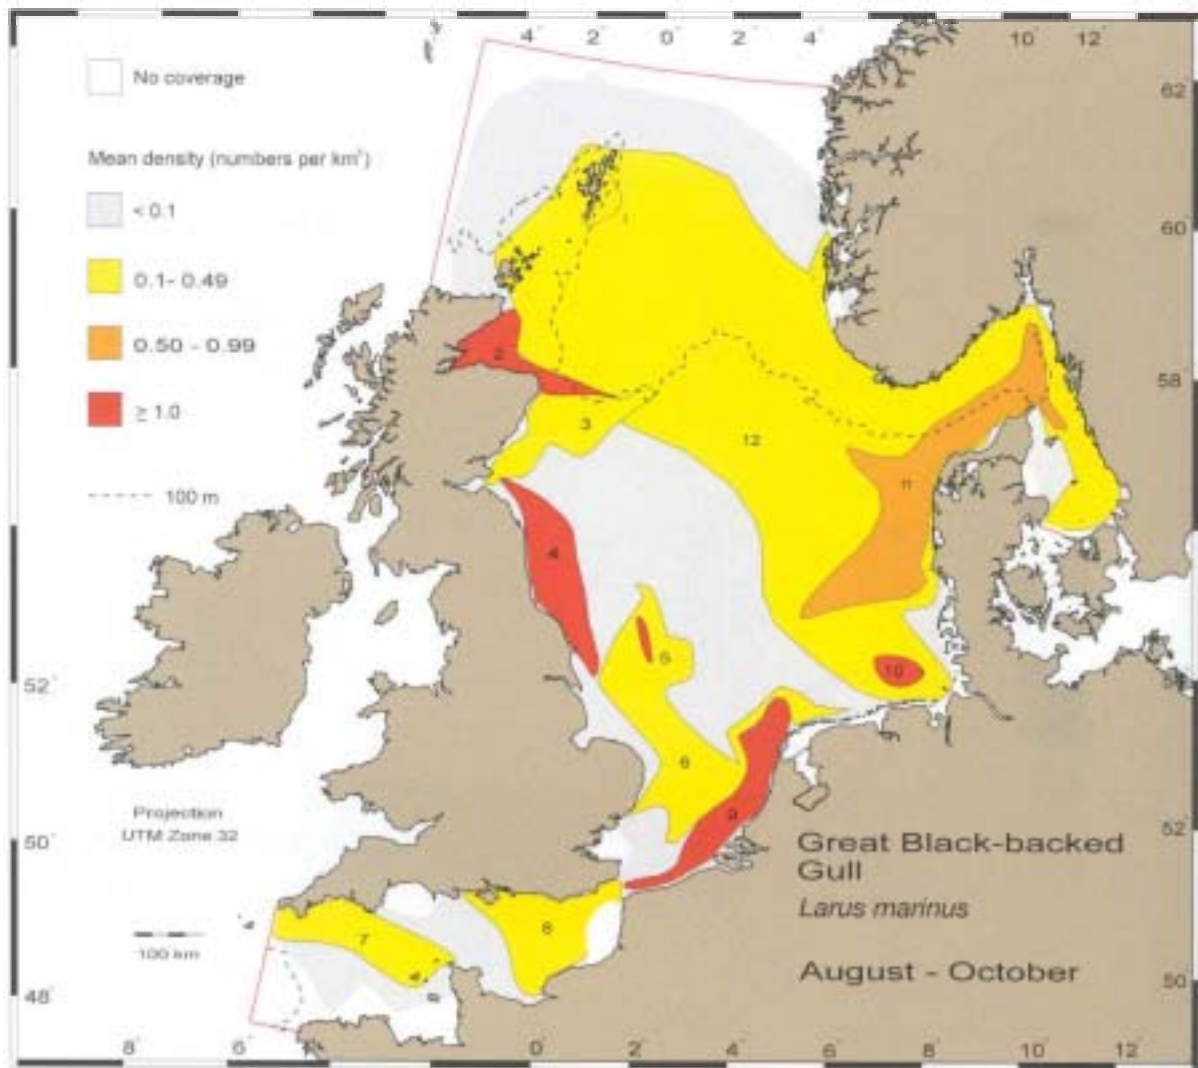 4° 2° 0° 2° 4° 10° 12°
No coverage
62°
Mean density (numbers per km²)
< 0.1
0.1- 0.49
60°
0.50 - 0.99
≥ 1.0
2
58°
3
12
100 m
11
4
5
10
52°
6
Projection
UTM Zone 32
9
50°
52°
Great Black-backed
Gull
Larus marinus
7
8
100 km
August - October
48°
50°
8° 6° 0 2° 4° 6° 8° 10° 12°